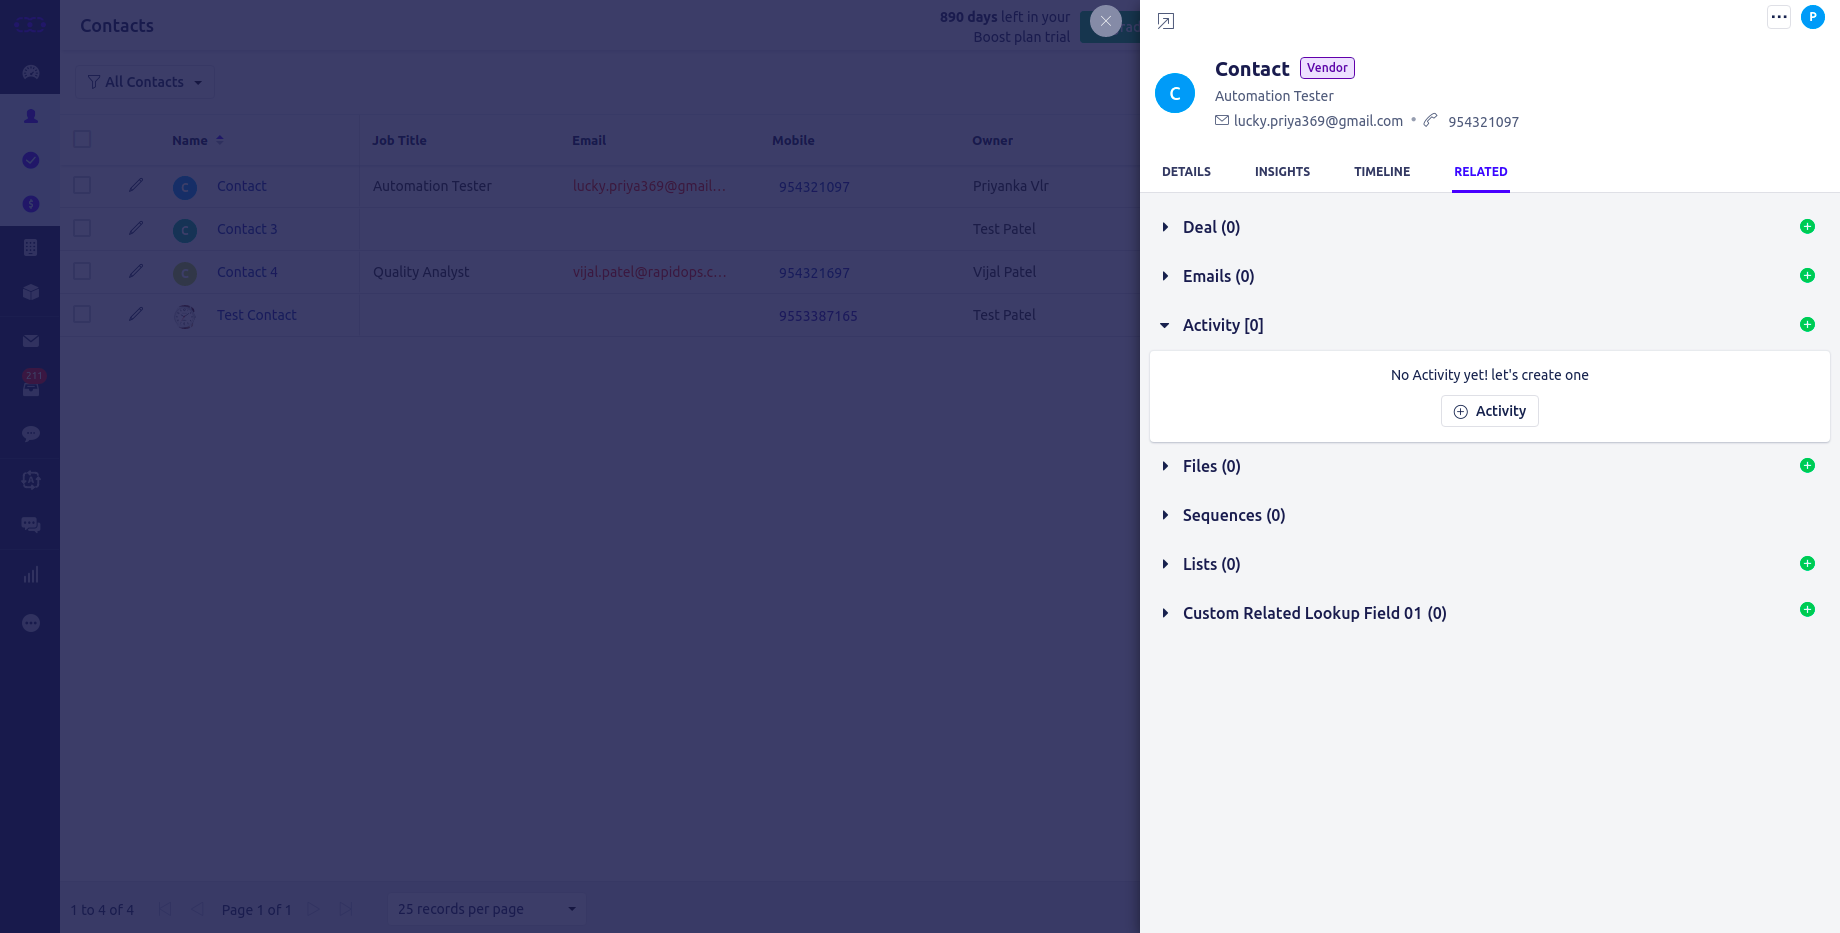 Contacts
890 days left in your
Boost plan trial
All Contacts
Name
Job Title
Email
Mobile
Owner
C
Contact
Automation Tester
lucky.priya369@gmail...
954321097
Priyanka Vlr
C
Contact 3
Test Patel
C
Contact 4
Quality Analyst
vijal.patel@rapidops.c...
954321697
Vijal Patel
Test Contact
9553387165
Test Patel
211
1 to 4 of 4
Page 1 of 1
25 records per page
P
C
Contact
Vendor
Automation Tester
lucky.priya369@gmail.com • 954321097
DETAILS
INSIGHTS
TIMELINE
RELATED
Deal (0)
Emails (0)
Activity [0]
No Activity yet! let's create one
Activity
Files (0)
Sequences (0)
Lists (0)
Custom Related Lookup Field 01 (0)